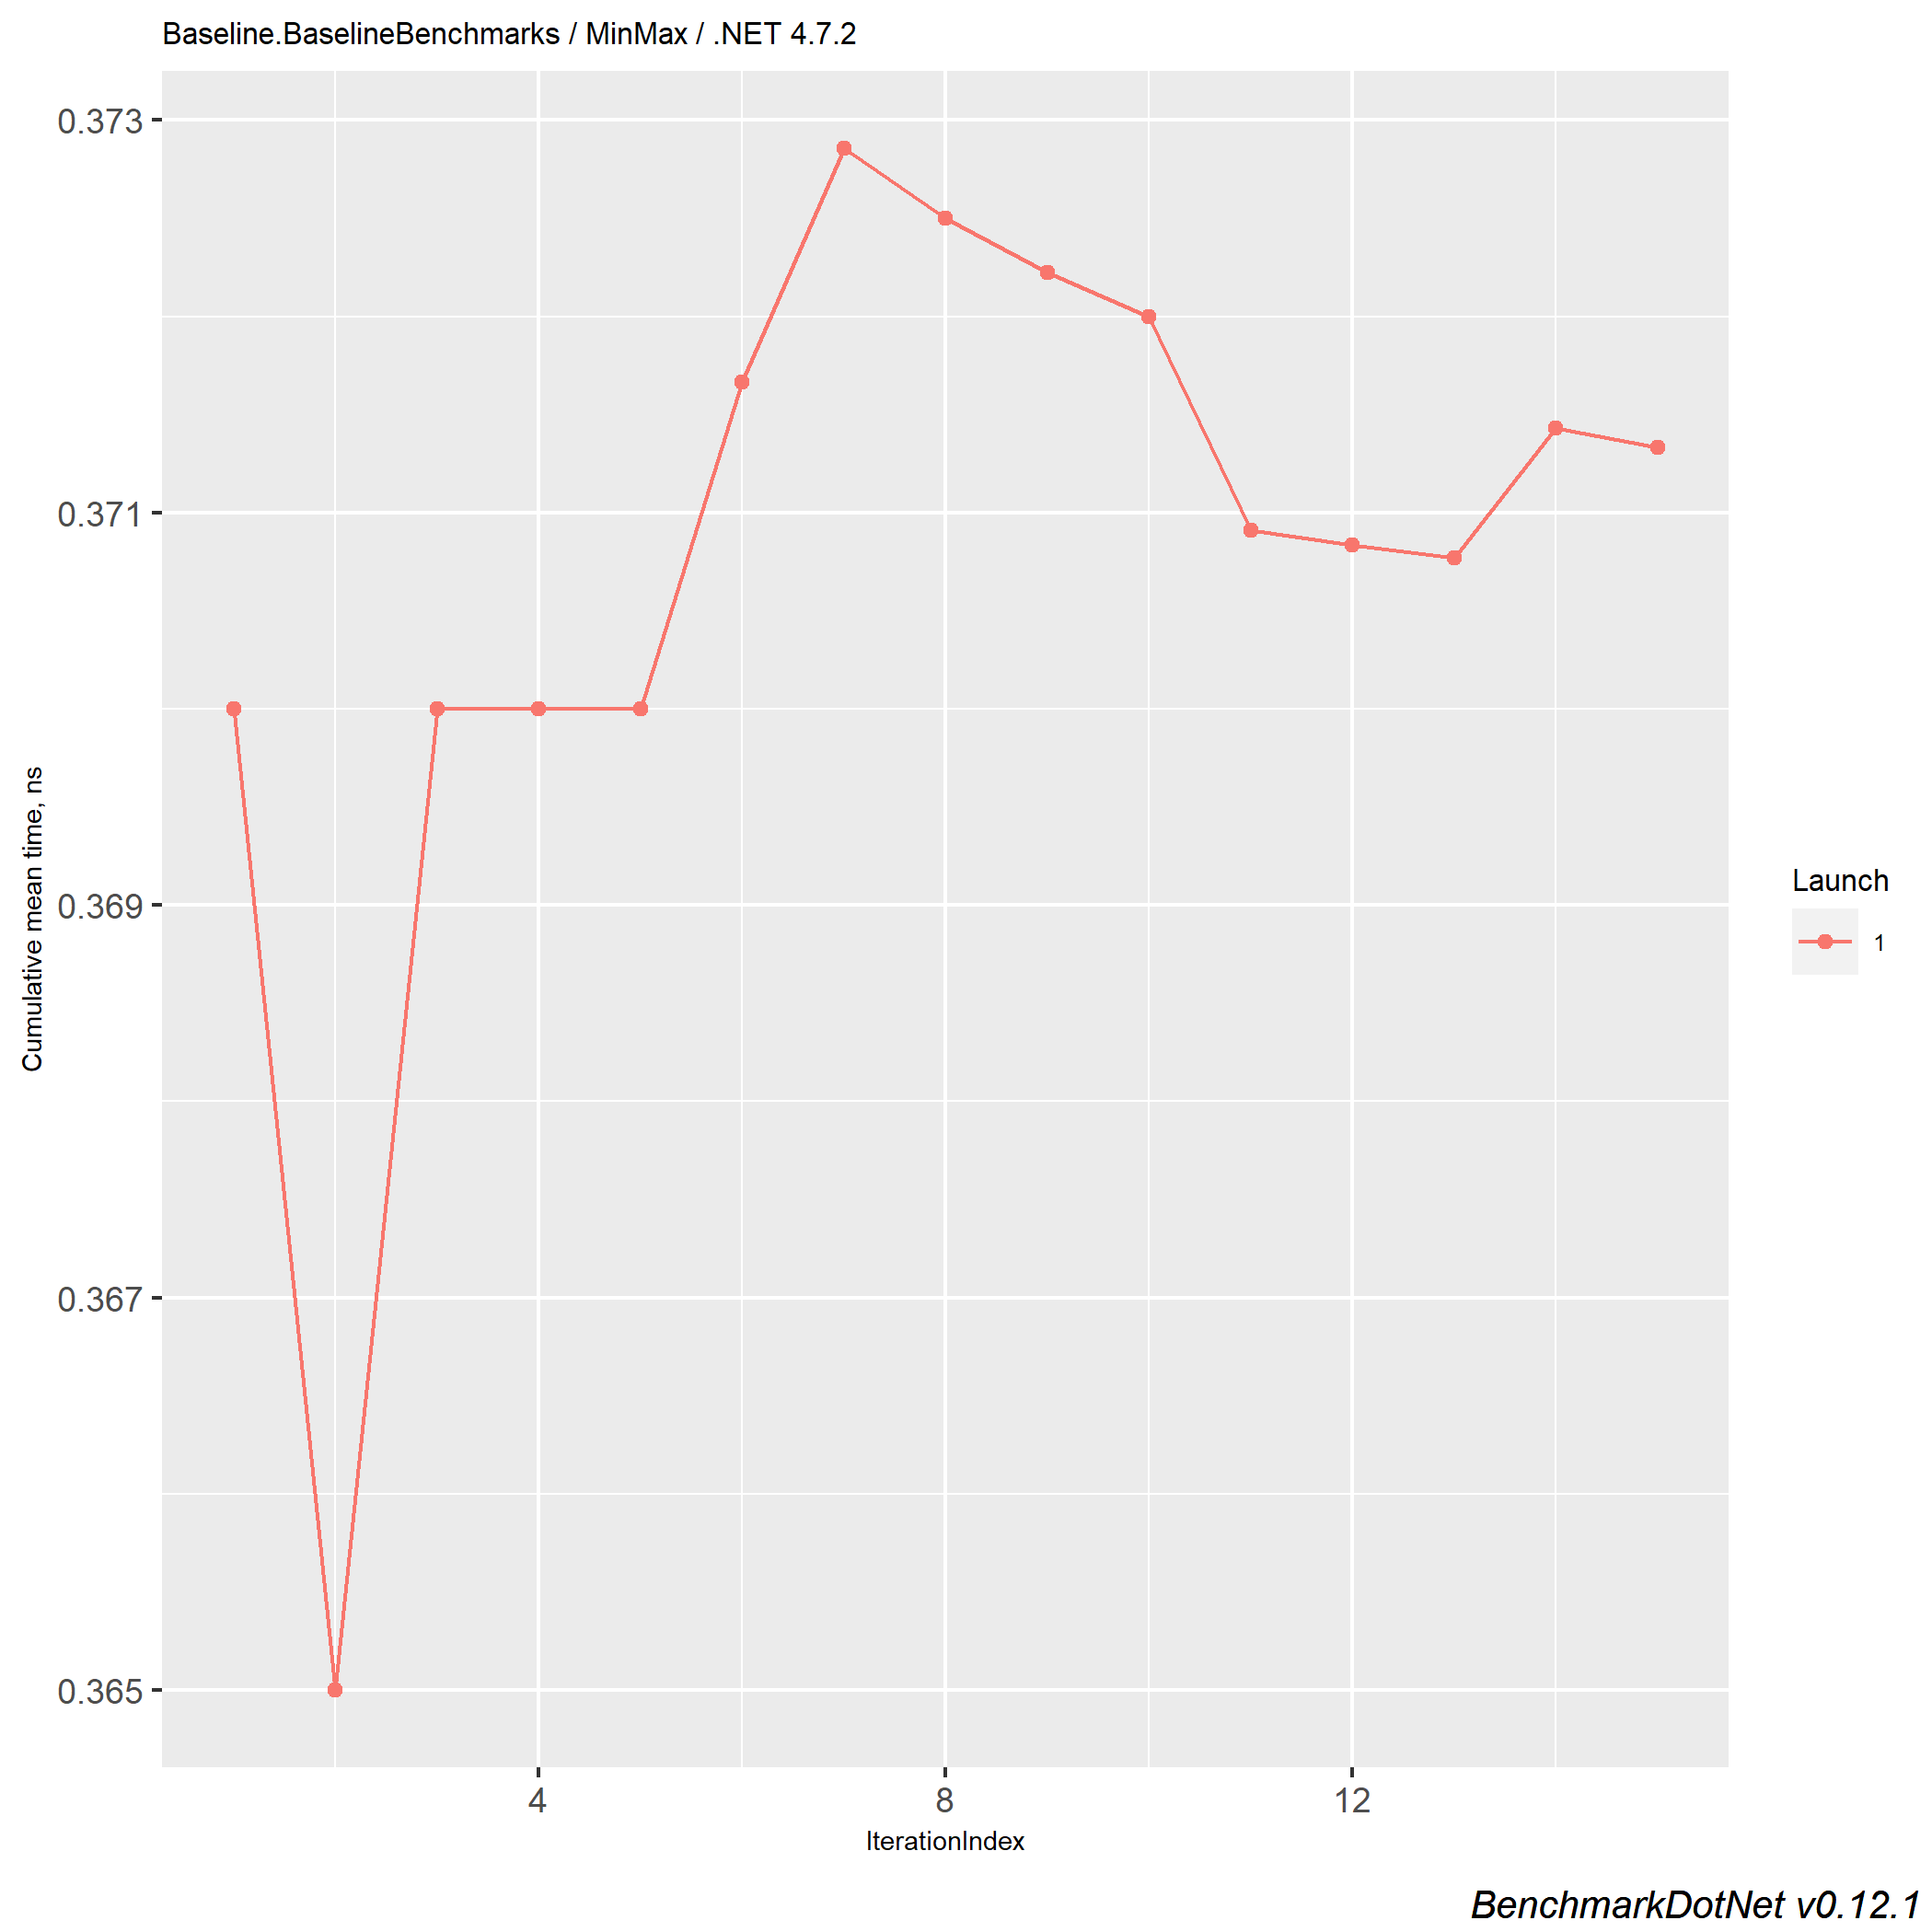 Baseline.BaselineBenchmarks / MinMax / .NET 4.7.2
0.373
0.371
0.369
0.367
0.365
Cumulative mean time, ns
4
8
12
IterationIndex
Launch
1
BenchmarkDotNet v0.12.1